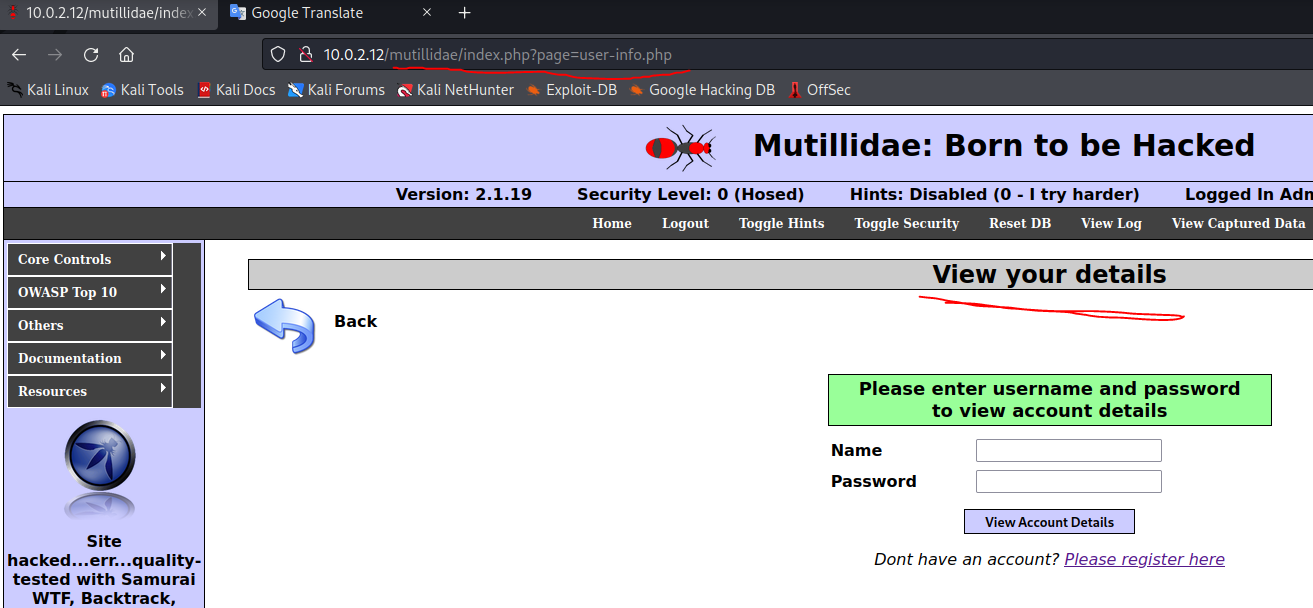 10.0.2.12/mutillidae/index
Google Translate
10.0.2.12/mutillidae/index.php?page=user-info.php
Kali Linux Kali Tools Kali Docs Kali Forums Kali NetHunter Exploit-DB Google Hacking DB OffSec
Mutillidae: Born to be Hacked
Version: 2.1.19 Security Level: 0 (Hosed) Hints: Disabled (0 - I try harder) Logged In Adm
Home Logout Toggle Hints Toggle Security Reset DB View Log View Captured Data
Core Controls
OWASP Top 10
Others
Documentation
Resources
Site
hacked...err...quality-
tested with Samurai
WTF, Backtrack,
View your details
Back
Please enter username and password
to view account details
Name
Password
View Account Details
Dont have an account? Please register here